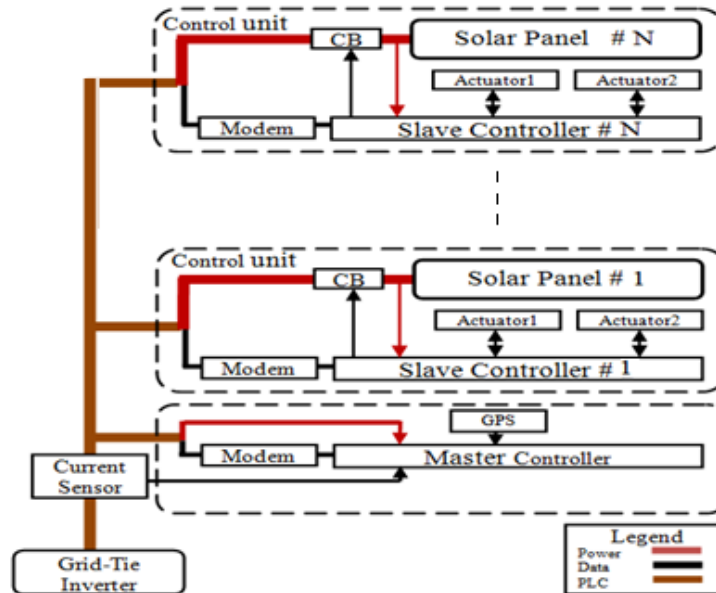 Control unit
CB
Solar Panel # N
Actuator1
Actuator2
Modem
Slave Controller # N
Control unit
CB
Solar Panel # 1
Actuator1
Actuator2
Modem
Slave Controller # 1
GPS
Modem
Master Controller
Current
Sensor
Grid-Tie
Inverter
Legend
Power
Data
PLC